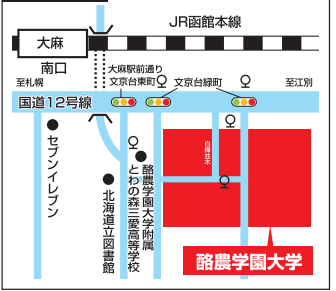 JR函館本線
大麻
南口
大麻駅前通り
文京台東町
文京台緑町
至札幌
至江別
国道12号線
セブンイレブン
北海道立図書館
酪農学園大学附属
とわの森三愛高等学校
白樺並木
酪農学園大学